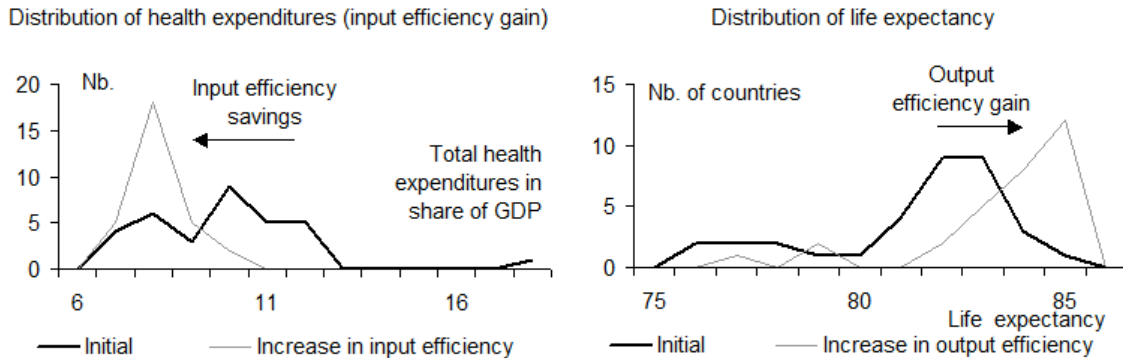 Distribution of health expenditures (input efficiency gain)
20
15
10
5
0
Nb.
Input efficiency
savings
Total health
expenditures in
share of GDP
6
11
16
Initial
Increase in input efficiency
Distribution of life expectancy
15
10
5
0
Nb. of countries
Output
efficiency gain
75
80
85
Life expectancy
Initial
Increase in output efficiency